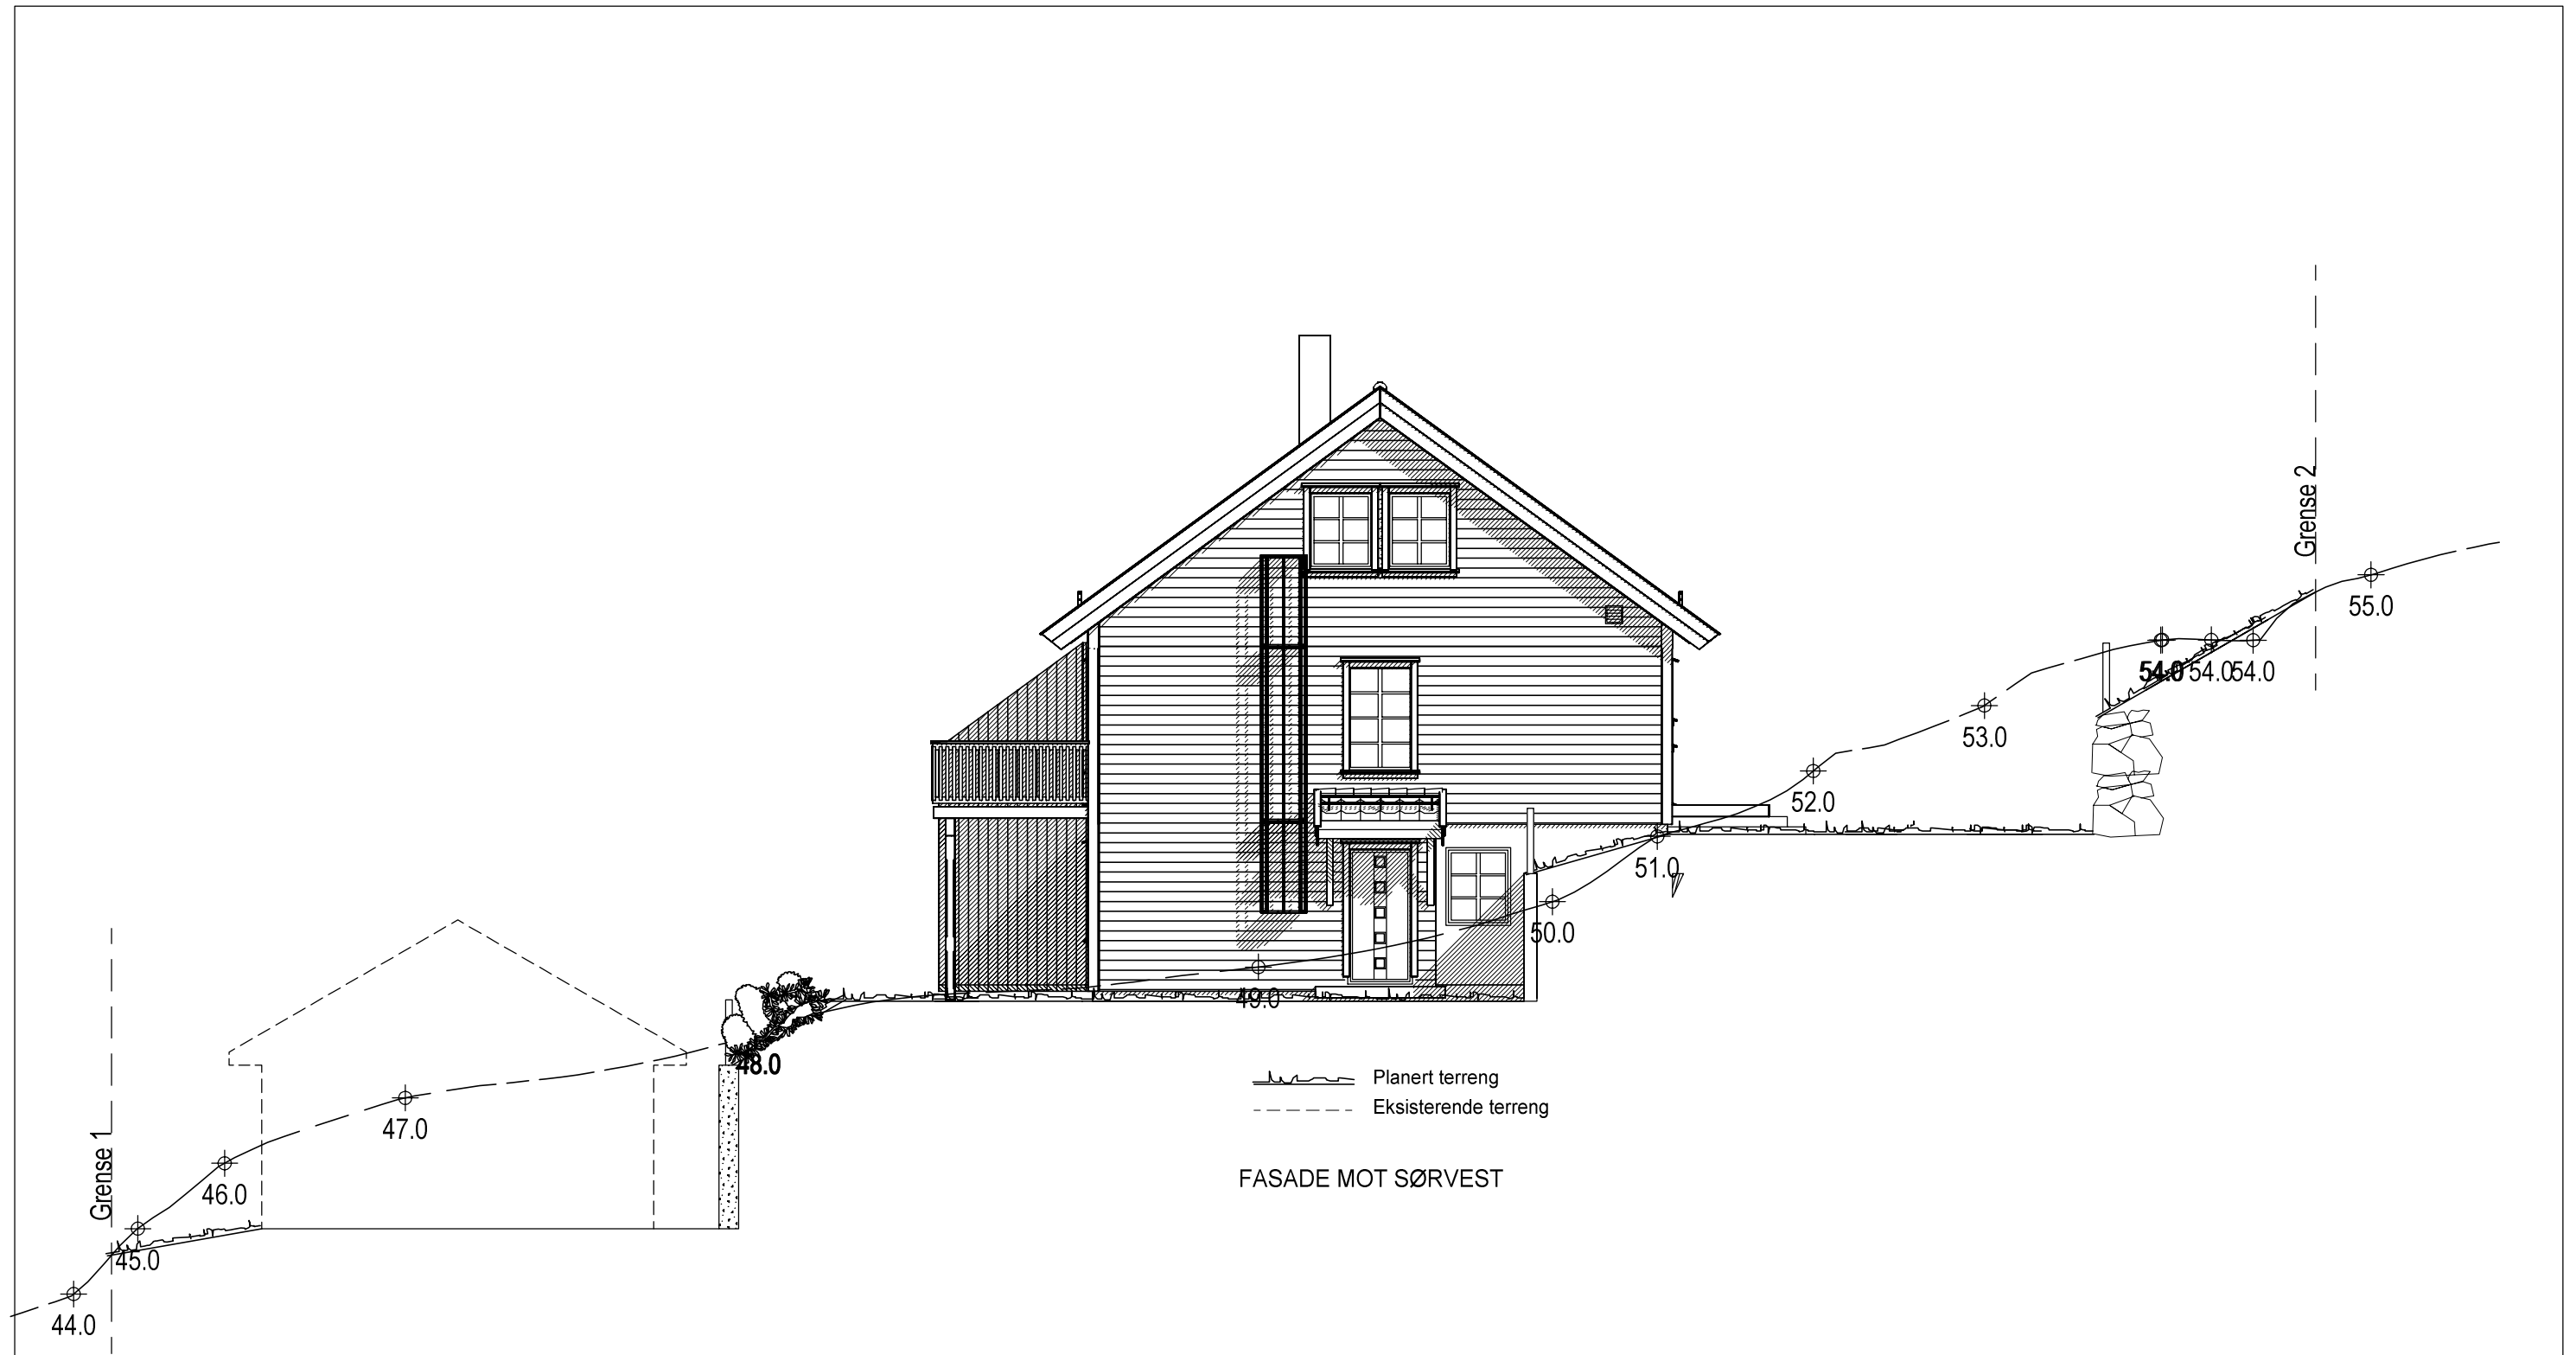 Grense 2
55.0
54.0
54.0
54.0
53.0
52.0
51.0
50.0
49.0
48.0
Planert terreng
Eksisterende terreng
47.0
Grense 1
FASADE MOT SØRVEST
46.0
45.0
44.0